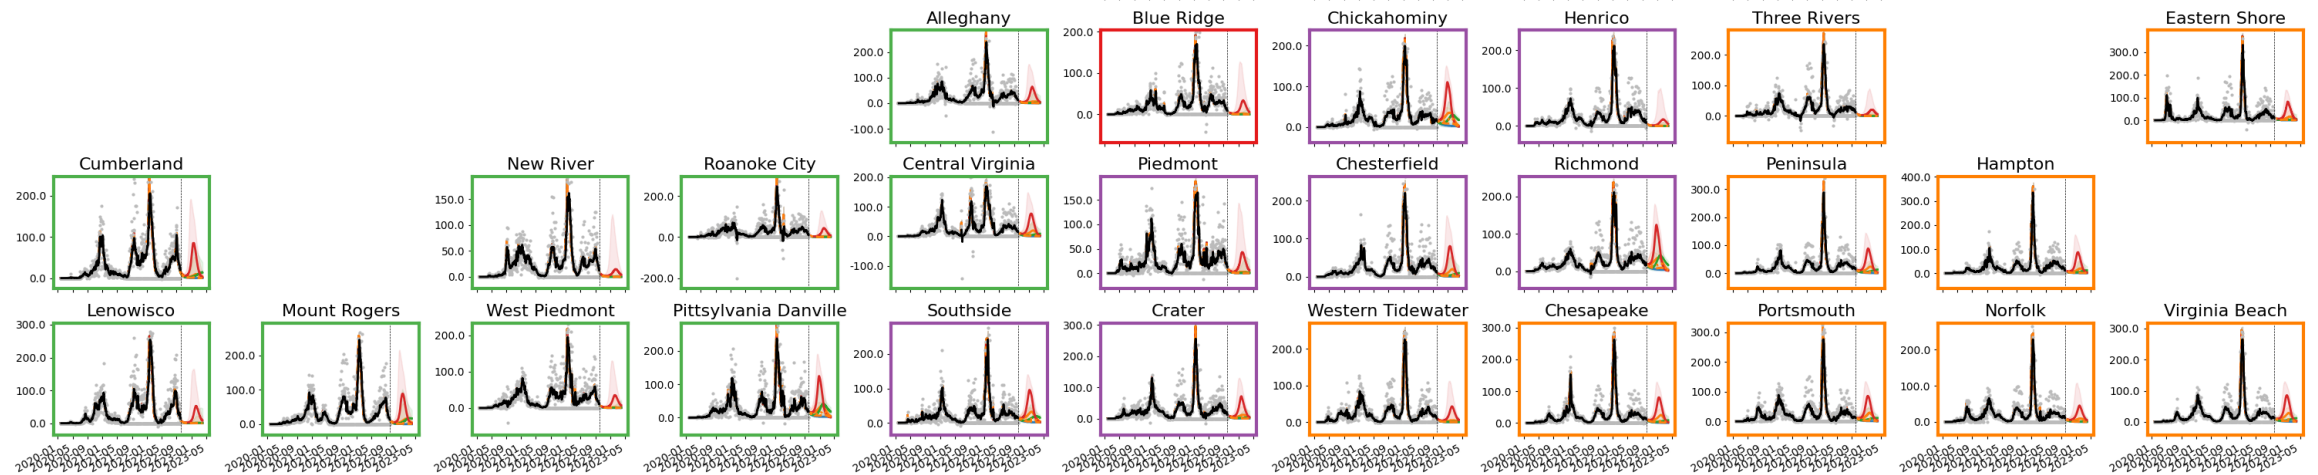 Alleghany Blue Ridge Chickahominy Henrico Three Rivers Eastern Shore
200.0 100.0 0.0 -100.0
200.0 100.0 0.0
200.0 100.0 0.0
200.0 100.0 0.0
200.0 100.0 0.0
300.0 200.0 100.0 0.0
Cumberland New River Roanoke City Central Virginia Piedmont Chesterfield Richmond Peninsula Hampton
200.0 100.0 0.0
150.0 100.0 50.0 0.0
200.0 0.0 -200.0
200.0 100.0 0.0 -100.0
150.0 100.0 50.0 0.0
200.0 100.0 0.0
200.0 100.0 0.0
300.0 200.0 100.0 0.0
400.0 300.0 200.0 100.0 0.0
Lenowisco Mount Rogers West Piedmont Pittsylvania Danville Southside Crater Western Tidewater Chesapeake Portsmouth Norfolk Virginia Beach
300.0 200.0 100.0 0.0
200.0 100.0 0.0
200.0 100.0 0.0
200.0 100.0 0.0
200.0 100.0 0.0
300.0 200.0 100.0 0.0
200.0 100.0 0.0
300.0 200.0 100.0 0.0
300.0 200.0 100.0 0.0
200.0 100.0 0.0
300.0 200.0 100.0 0.0